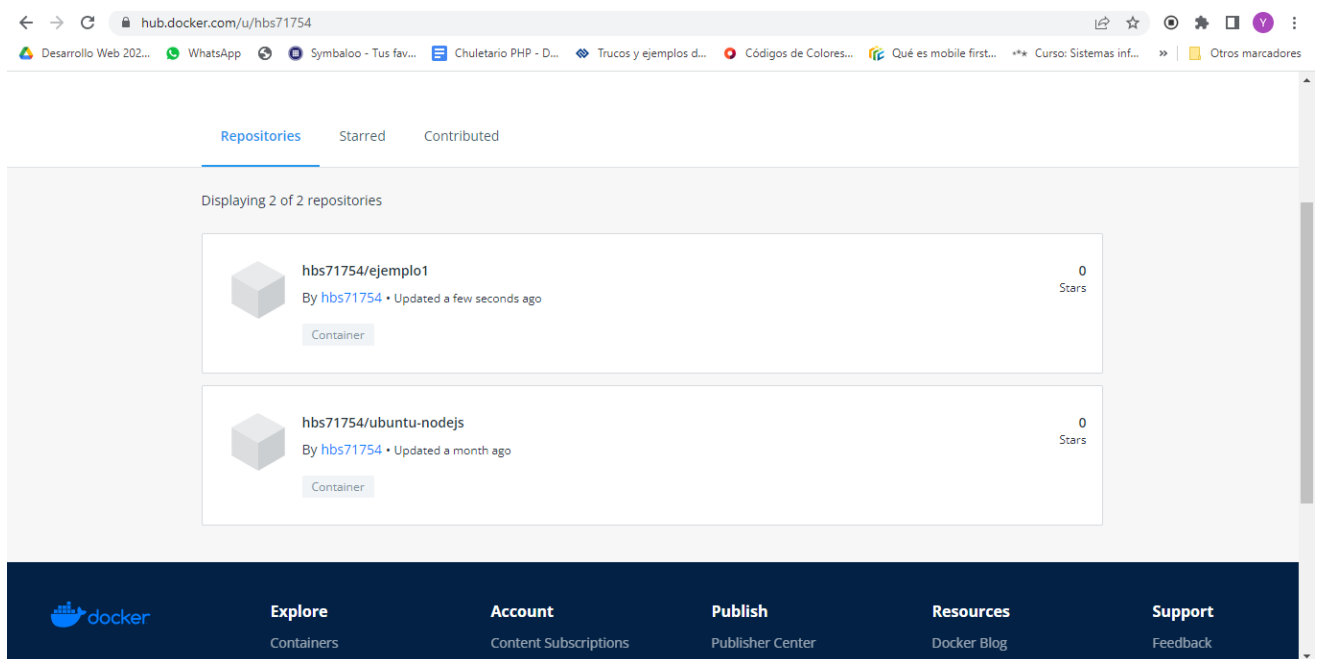 hub.docker.com/u/hbs71754
Y
Desarrollo Web 202... WhatsApp Symbaloo - Tus fav... Chuletario PHP - D... Trucos y ejemplos d... Códigos de Colores... Qué es mobile first... Curso: Sistemas inf... » Otros marcadores
Repositories Starred Contributed
Displaying 2 of 2 repositories
hbs71754/ejemplo1
0
By hbs71754 • Updated a few seconds ago
Stars
Container
hbs71754/ubuntu-nodejs
0
By hbs71754 • Updated a month ago
Stars
Container
docker Explore Account Publish Resources Support
Containers Content Subscriptions Publisher Center Docker Blog Feedback